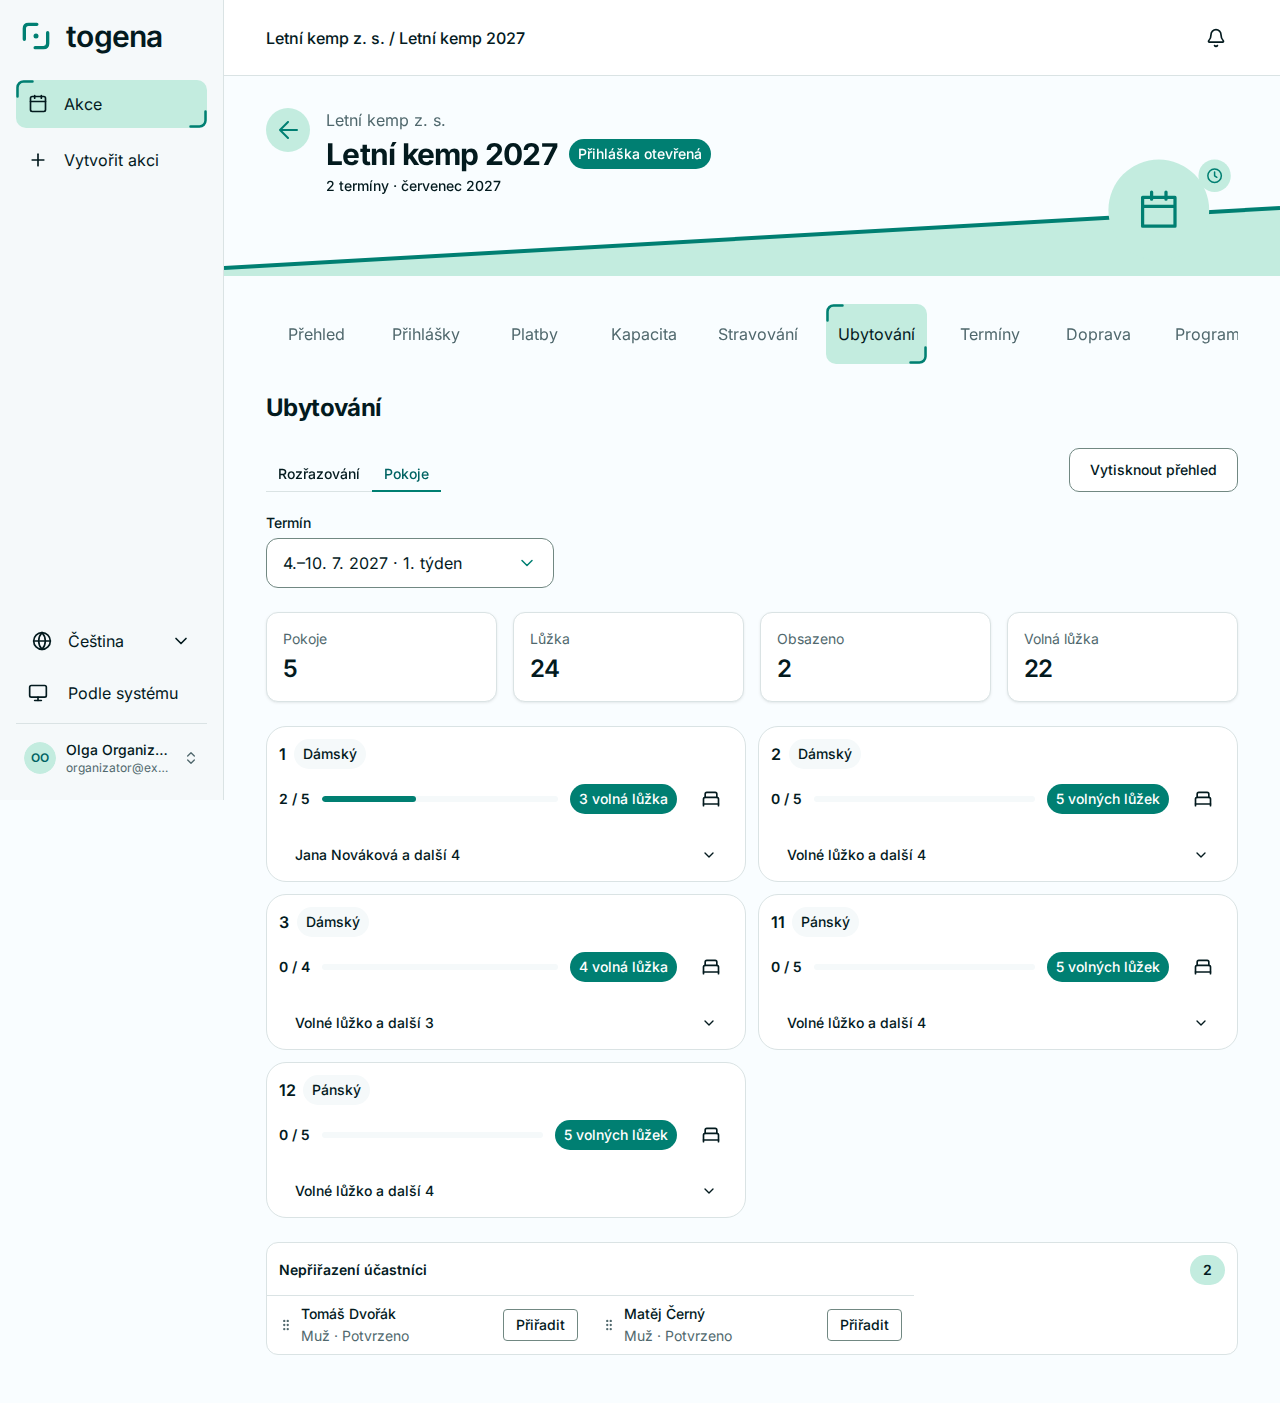 togena
Letní kemp z. s. / Letní kemp 2027
Akce
Vytvořit akci
Letní kemp z. s.
Letní kemp 2027
Přihláška otevřená
2 termíny · červenec 2027
Přehled
Přihlášky
Platby
Kapacita
Stravování
Ubytování
Termíny
Doprava
Program
Ubytování
Rozřazování
Pokoje
Vytisknout přehled
Termín
4.–10. 7. 2027 · 1. týden
Pokoje
5
Lůžka
24
Obsazeno
2
Volná lůžka
22
1 Dámský
2 / 5
3 volná lůžka
Jana Nováková a další 4
2 Dámský
0 / 5
5 volných lůžek
Volné lůžko a další 4
3 Dámský
0 / 4
4 volná lůžka
Volné lůžko a další 3
11 Pánský
0 / 5
5 volných lůžek
Volné lůžko a další 4
12 Pánský
0 / 5
5 volných lůžek
Volné lůžko a další 4
Nepřiřazení účastníci
2
Tomáš Dvořák
Muž · Potvrzeno
Přiřadit
Matěj Černý
Muž · Potvrzeno
Přiřadit
Čeština
Podle systému
OO
Olga Organiz...
organizator@ex...